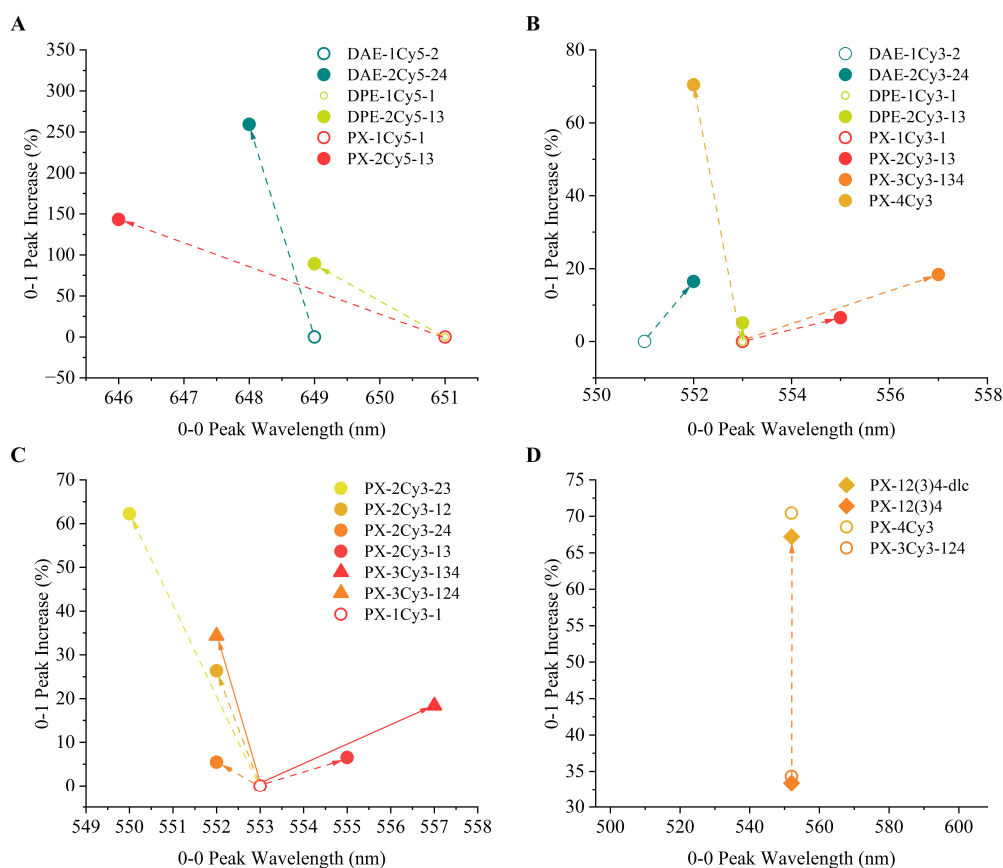 A
350
300
250
200
150
100
50
0
−50
0-1 Peak Increase (%)
646 647 648 649 650 651
0-0 Peak Wavelength (nm)
DAE-1Cy5-2
DAE-2Cy5-24
DPE-1Cy5-1
DPE-2Cy5-13
PX-1Cy5-1
PX-2Cy5-13
B
80
60
40
20
0
0-1 Peak Increase (%)
550 552 554 556 558
0-0 Peak Wavelength (nm)
DAE-1Cy3-2
DAE-2Cy3-24
DPE-1Cy3-1
DPE-2Cy3-13
PX-1Cy3-1
PX-2Cy3-13
PX-3Cy3-134
PX-4Cy3
C
70
60
50
40
30
20
10
0
0-1 Peak Increase (%)
549 550 551 552 553 554 555 556 557 558
0-0 Peak Wavelength (nm)
PX-2Cy3-23
PX-2Cy3-12
PX-2Cy3-24
PX-2Cy3-13
PX-3Cy3-134
PX-3Cy3-124
PX-1Cy3-1
D
75
70
65
60
55
50
45
40
35
30
0-1 Peak Increase (%)
500 520 540 560 580 600
0-0 Peak Wavelength (nm)
PX-12(3)4-dlc
PX-12(3)4
PX-4Cy3
PX-3Cy3-124